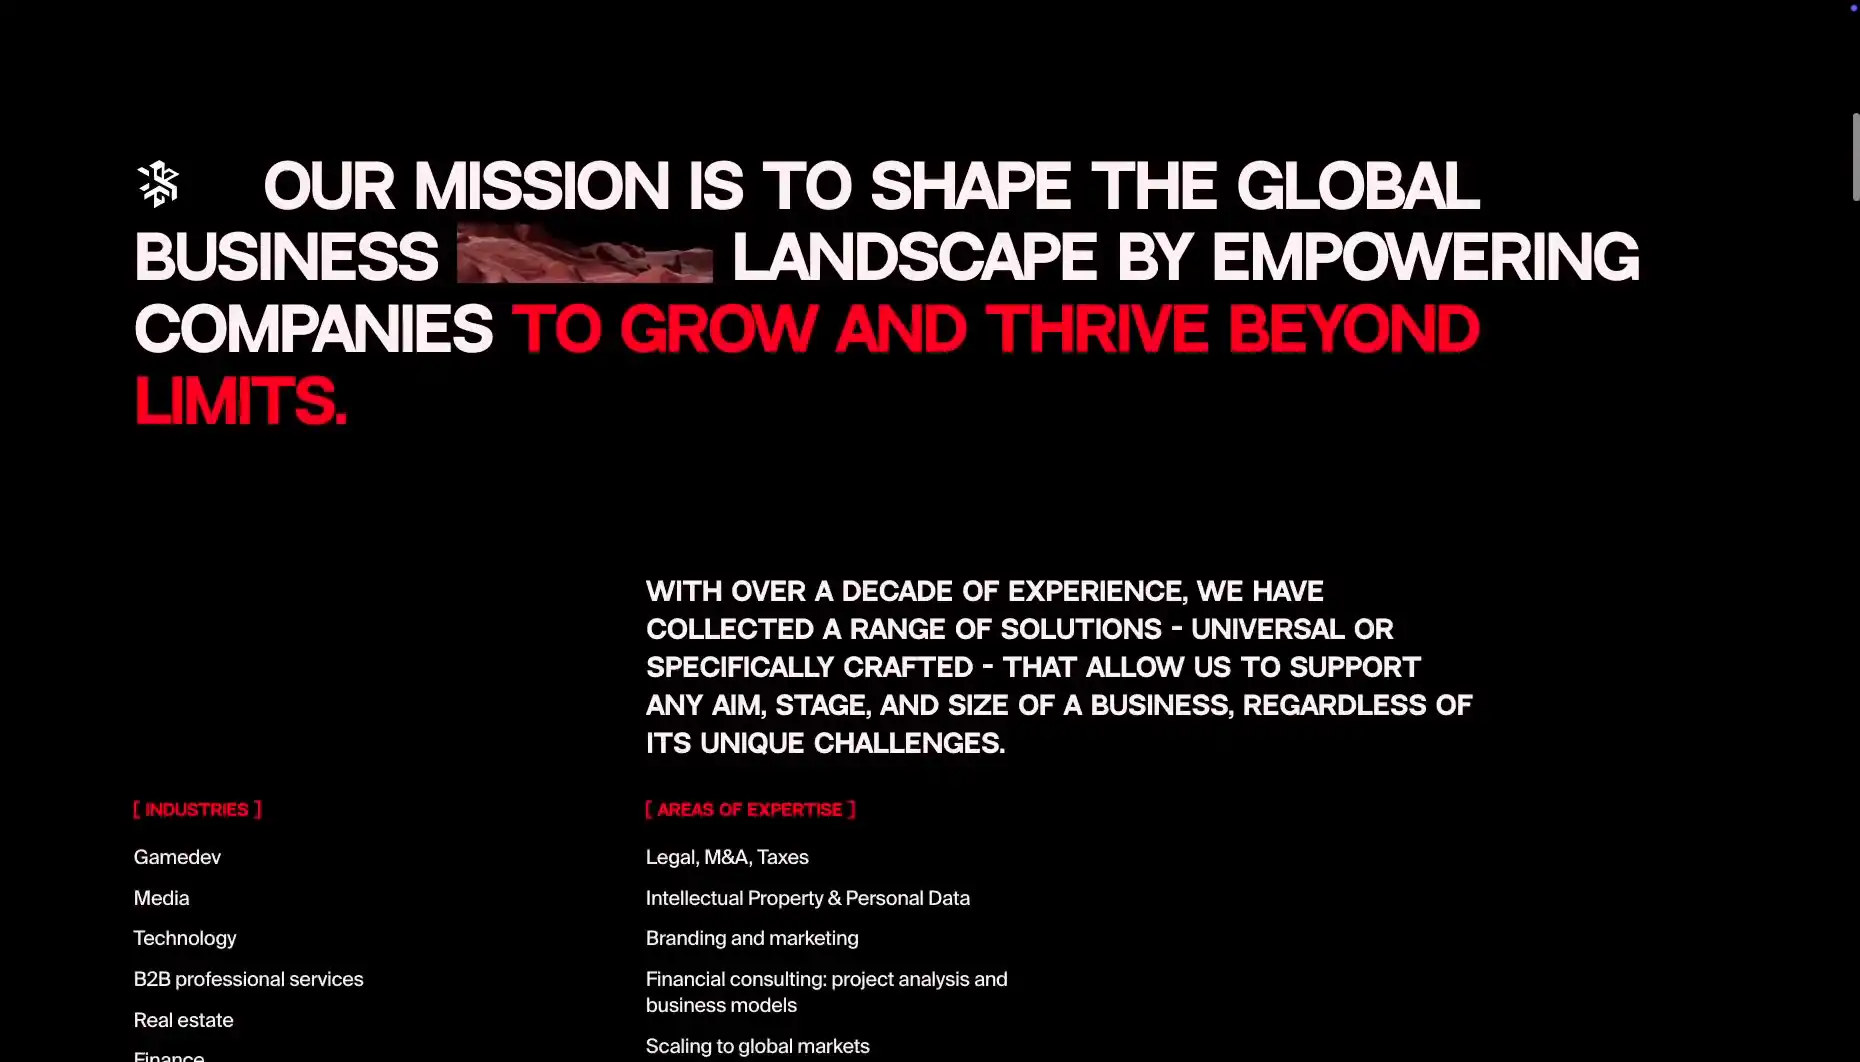 OUR MISSION IS TO SHAPE THE GLOBAL
BUSINESS LANDSCAPE BY EMPOWERING
COMPANIES TO GROW AND THRIVE BEYOND
LIMITS.
WITH OVER A DECADE OF EXPERIENCE, WE HAVE
COLLECTED A RANGE OF SOLUTIONS - UNIVERSAL OR
SPECIFICALLY CRAFTED - THAT ALLOW US TO SUPPORT
ANY AIM, STAGE, AND SIZE OF A BUSINESS, REGARDLESS OF
ITS UNIQUE CHALLENGES.
[ INDUSTRIES ]
Gamedev
Media
Technology
B2B professional services
Real estate
Finance
[ AREAS OF EXPERTISE ]
Legal, M&A, Taxes
Intellectual Property & Personal Data
Branding and marketing
Financial consulting: project analysis and
business models
Scaling to global markets